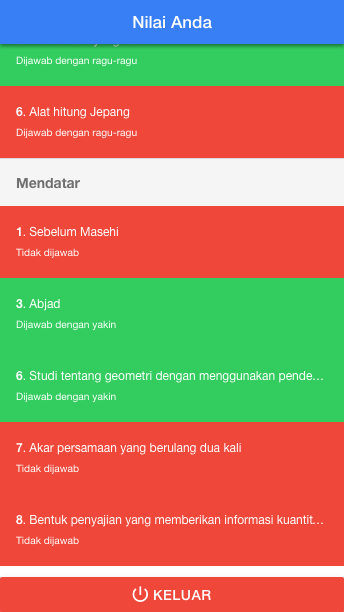 Nilai Anda
Dijawab dengan ragu-ragu
6. Alat hitung Jepang
Dijawab dengan ragu-ragu
Mendatar
1. Sebelum Masehi
Tidak dijawab
3. Abjad
Dijawab dengan yakin
6. Studi tentang geometri dengan menggunakan pende...
Dijawab dengan yakin
7. Akar persamaan yang berulang dua kali
Tidak dijawab
8. Bentuk penyajian yang memberikan informasi kuantit...
Tidak dijawab
KELUAR